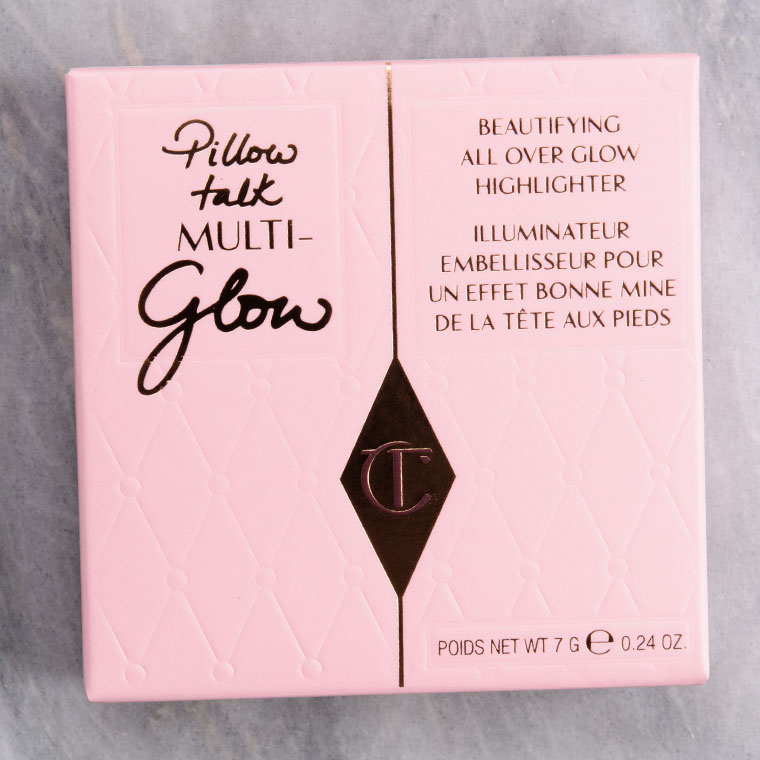 Pillow
talk
MULTI-
Glow
BEAUTIFYING
ALL OVER GLOW
HIGHLIGHTER
ILLUMINATEUR
EMBELLISSEUR POUR
UN EFFET BONNE MINE
DE LA TÊTE AUX PIEDS
CT
POIDS NET WT 7 G ℮ 0.24 OZ.